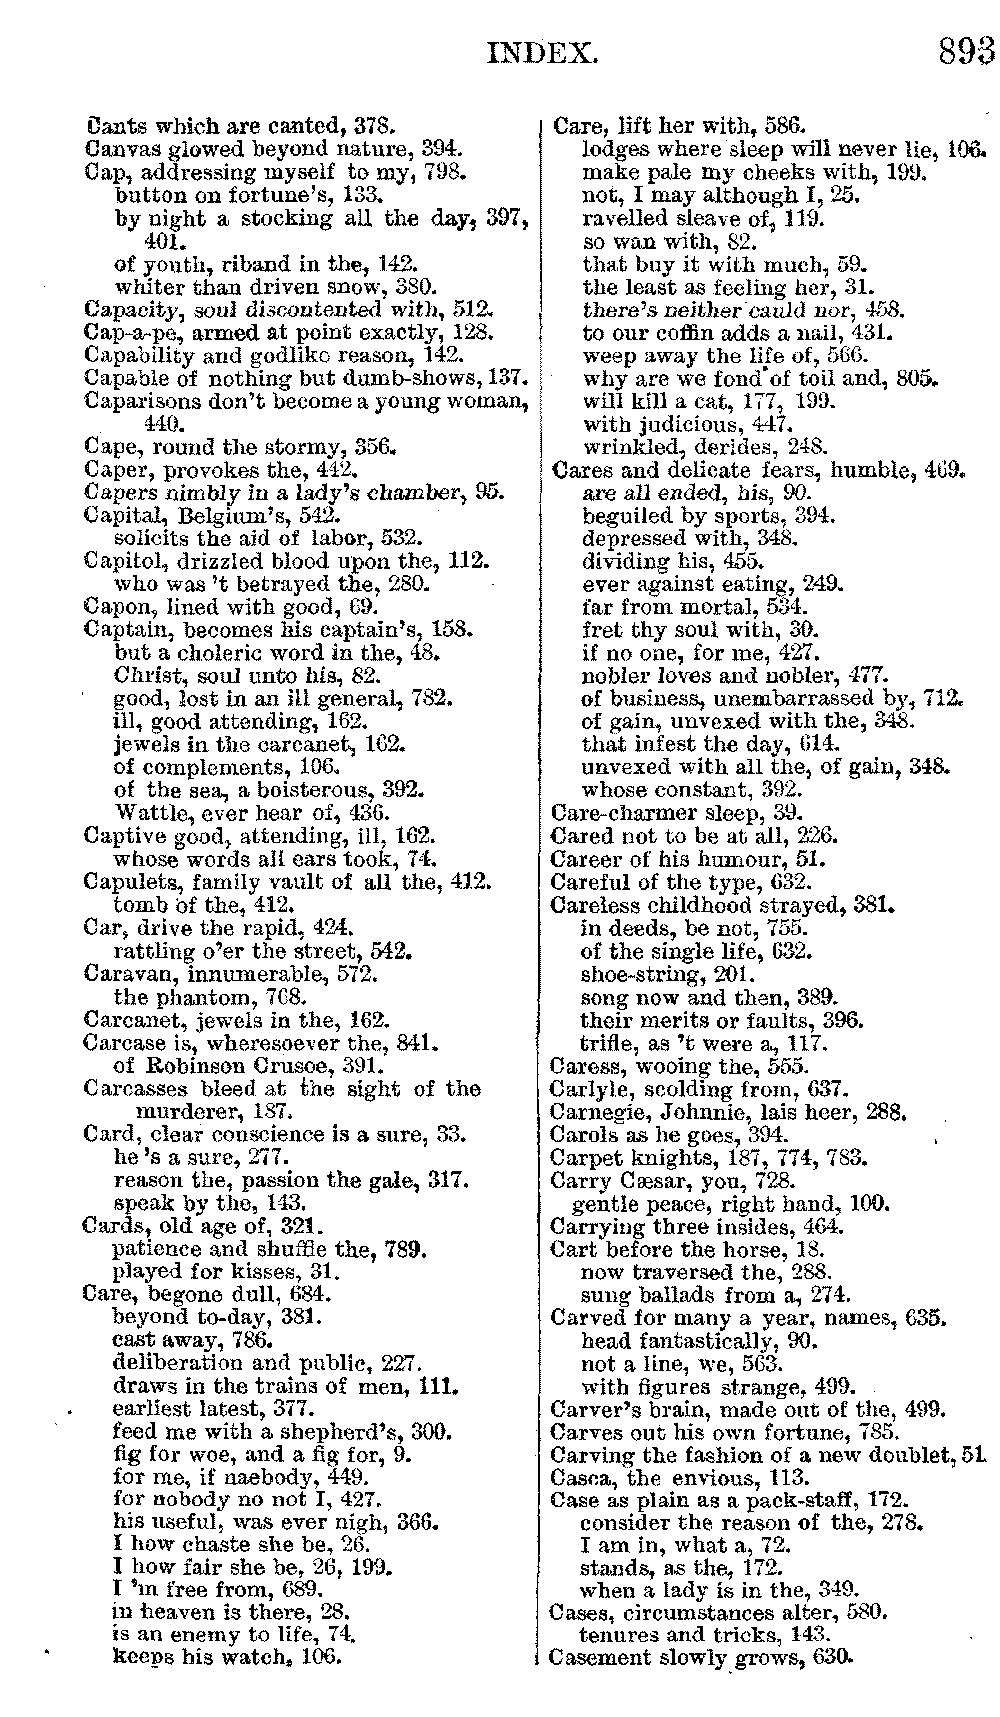 INDEX. 893
Cants which are canted, 378.
Canvas glowed beyond nature, 394.
Cap, addressing myself to my, 798.
button on fortune's, 133.
by night a stocking all the day, 397,
401.
of youth, riband in the, 142.
whiter than driven snow, 380.
Capacity, soul discontented with, 512.
Cap-a-pe, armed at point exactly, 128.
Capability and godlike reason, 142.
Capable of nothing but dumb-shows, 137.
Caparisons don't become a young woman,
440.
Cape, round the stormy, 356.
Caper, provokes the, 442.
Capers nimbly in a lady's chamber, 95.
Capital, Belgium's, 542.
solicits the aid of labor, 532.
Capitol, drizzled blood upon the, 112.
who was 't betrayed the, 280.
Capon, lined with good, 69.
Captain, becomes his captain's, 158.
but a choleric word in the, 48.
Christ, soul unto his, 82.
good, lost in an ill general, 782.
ill, good attending, 162.
jewels in the carcanet, 162.
of complements, 106.
of the sea, a boisterous, 392.
Wattle, ever hear of, 436.
Captive good, attending, ill, 162.
whose words all ears took, 74.
Capulets, family vault of all the, 412.
tomb of the, 412.
Car, drive the rapid, 424.
rattling o'er the street, 542.
Caravan, innumerable, 572.
the phantom, 768.
Carcanet, jewels in the, 162.
Carcase is, wheresoever the, 841.
of Robinson Crusoe, 391.
Carcasses bleed at the sight of the
murderer, 187.
Card, clear conscience is a sure, 33.
he 's a sure, 277.
reason the, passion the gale, 317.
speak by the, 143.
Cards, old age of, 321.
patience and shuffle the, 789.
played for kisses, 31.
Care, begone dull, 684.
beyond to-day, 381.
cast away, 786.
deliberation and public, 227.
draws in the trains of men, 111.
earliest latest, 377.
feed me with a shepherd's, 300.
fig for woe, and a fig for, 9.
for me, if naebody, 449.
for nobody no not I, 427.
his useful, was ever nigh, 366.
I how chaste she be, 26.
I how fair she be, 26, 199.
I 'm free from, 689.
in heaven is there, 28.
is an enemy to life, 74.
keeps his watch, 106.
Care, lift her with, 586.
lodges where sleep will never lie, 106.
make pale my cheeks with, 199.
not, I may although I, 25.
ravelled sleave of, 119.
so wan with, 82.
that buy it with much, 59.
the least as feeling her, 31.
there's neither cauld nor, 458.
to our coffin adds a nail, 431.
weep away the life of, 566.
why are we fond of toil and, 805.
will kill a cat, 177, 199.
with judicious, 447.
wrinkled, derides, 248.
Cares and delicate fears, humble, 469.
are all ended, his, 90.
beguiled by sports, 394.
depressed with, 348.
dividing his, 455.
ever against eating, 249.
far from mortal, 534.
fret thy soul with, 30.
if no one, for me, 427.
nobler loves and nobler, 477.
of business, unembarrassed by, 712.
of gain, unvexed with the, 348.
that infest the day, 614.
unvexed with all the, of gain, 348.
whose constant, 392.
Care-charmer sleep, 39.
Cared not to be at all, 226.
Career of his humour, 51.
Careful of the type, 632.
Careless childhood strayed, 381.
in deeds, be not, 755.
of the single life, 632.
shoe-string, 201.
song now and then, 389.
their merits or faults, 396.
trifle, as 't were a, 117.
Caress, wooing the, 555.
Carlyle, scolding from, 637.
Carnegie, Johnnie, lais heer, 288.
Carols as he goes, 394.
Carpet knights, 187, 774, 783.
Carry Cæsar, you, 728.
gentle peace, right hand, 100.
Carrying three insides, 464.
Cart before the horse, 18.
now traversed the, 288.
sung ballads from a, 274.
Carved for many a year, names, 635.
head fantastically, 90.
not a line, we, 563.
with figures strange, 499.
Carver's brain, made out of the, 499.
Carves out his own fortune, 785.
Carving the fashion of a new doublet, 51.
Casca, the envious, 113.
Case as plain as a pack-staff, 172.
consider the reason of the, 278.
I am in, what a, 72.
stands, as the, 172.
when a lady is in the, 349.
Cases, circumstances alter, 580.
tenures and tricks, 143.
Casement slowly grows, 630.